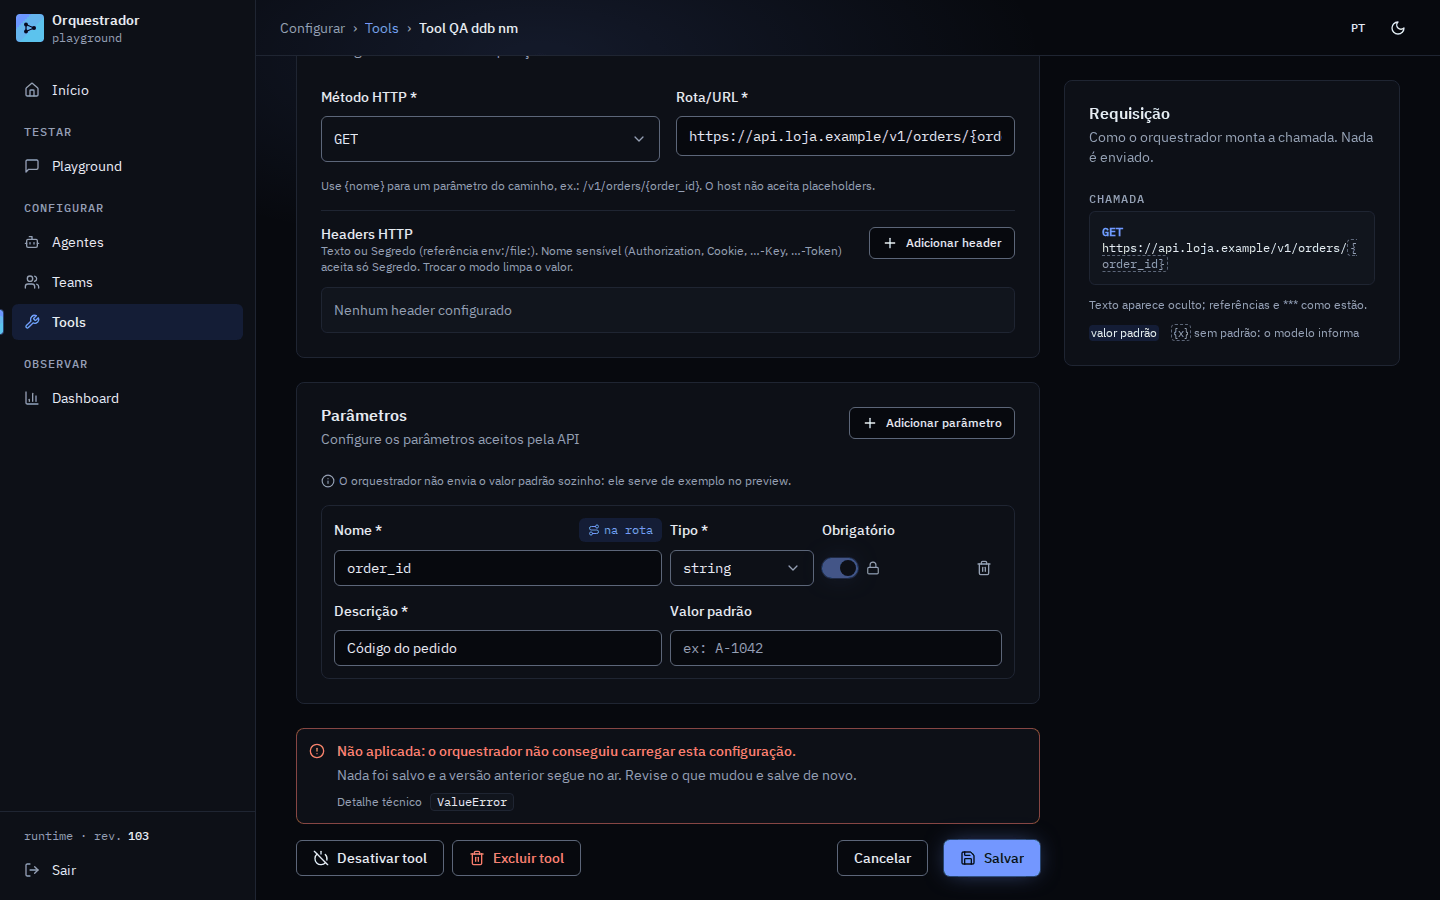 Orquestrador
playground
Início
TESTAR
Playground
CONFIGURAR
Agentes
Teams
Tools
OBSERVAR
Dashboard
runtime · rev. 103
Sair
Configurar › Tools › Tool QA ddb nm
PT
Método HTTP *
GET
Rota/URL *
https://api.loja.example/v1/orders/{ord
Use {nome} para um parâmetro do caminho, ex.: /v1/orders/{order_id}. O host não aceita placeholders.
Headers HTTP
Texto ou Segredo (referência env:/file:). Nome sensível (Authorization, Cookie, ...-Key, ...-Token)
aceita só Segredo. Trocar o modo limpa o valor.
Adicionar header
Nenhum header configurado
Parâmetros
Configure os parâmetros aceitos pela API
Adicionar parâmetro
O orquestrador não envia o valor padrão sozinho: ele serve de exemplo no preview.
Nome *
na rota
Tipo *
Obrigatório
order_id
string
Descrição *
Valor padrão
Código do pedido
ex: A-1042
Não aplicada: o orquestrador não conseguiu carregar esta configuração.
Nada foi salvo e a versão anterior segue no ar. Revise o que mudou e salve de novo.
Detalhe técnico ValueError
Desativar tool
Excluir tool
Cancelar
Salvar
Requisição
Como o orquestrador monta a chamada. Nada
é enviado.
CHAMADA
GET
https://api.loja.example/v1/orders/{
order_id}
Texto aparece oculto; referências e *** como estão.
valor padrão {x} sem padrão: o modelo informa